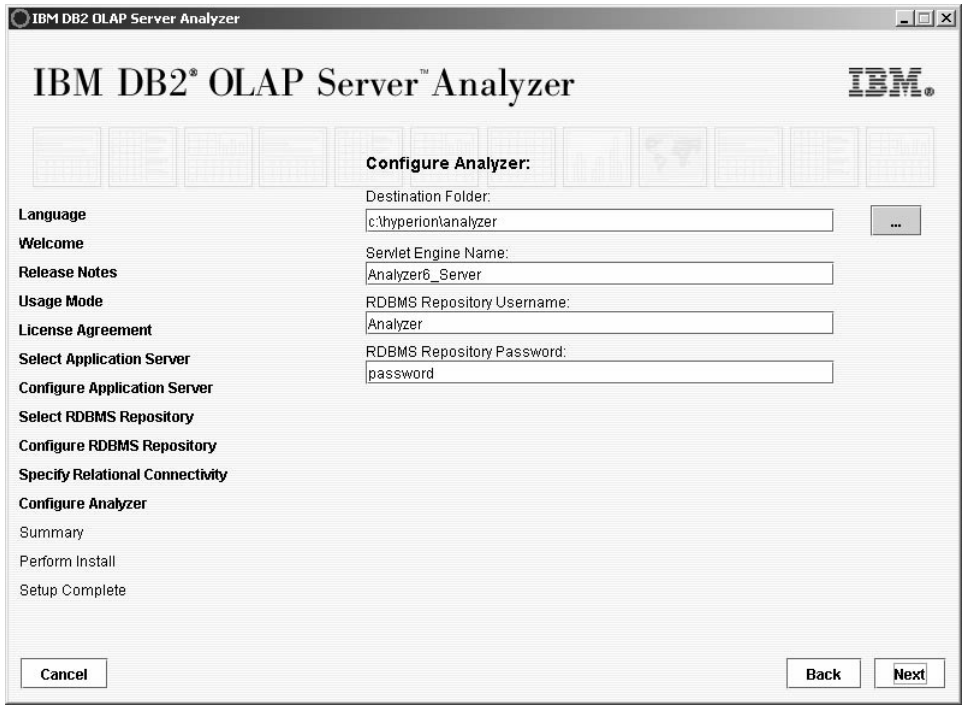 IBM DB2 OLAP Server Analyzer
IBM DB2® OLAP Server™ Analyzer
IBM®
Configure Analyzer:
Destination Folder:
c:\hyperion\analyzer
...
Servlet Engine Name:
Analyzer6_Server
RDBMS Repository Username:
Analyzer
RDBMS Repository Password:
password
Language
Welcome
Release Notes
Usage Mode
License Agreement
Select Application Server
Configure Application Server
Select RDBMS Repository
Configure RDBMS Repository
Specify Relational Connectivity
Configure Analyzer
Summary
Perform Install
Setup Complete
Cancel
Back
Next